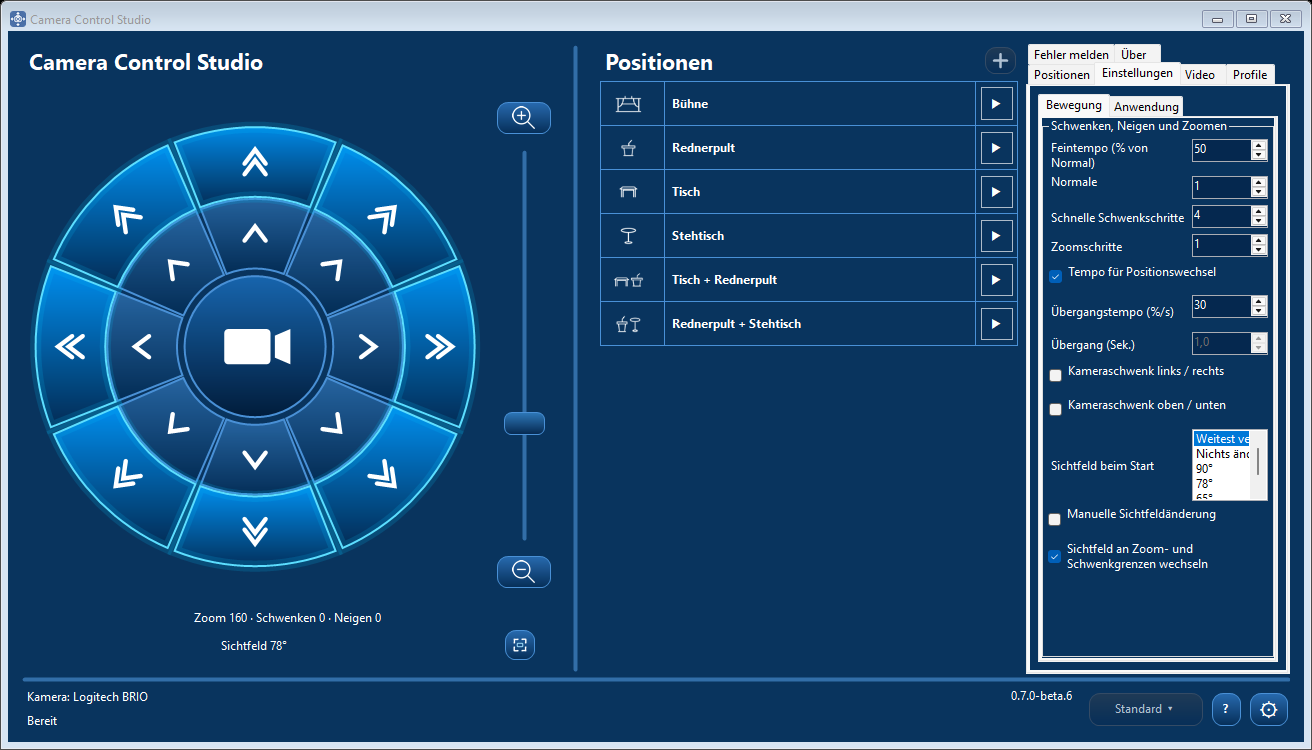 Camera Control Studio
Camera Control Studio
Zoom 160 · Schwenken 0 · Neigen 0
Sichtfeld 78°
Positionen
Bühne
Rednerpult
Tisch
Stehtisch
Tisch + Rednerpult
Rednerpult + Stehtisch
Fehler melden Über
Positionen Einstellungen Video Profile
Bewegung Anwendung
Schwenken, Neigen und Zoomen
Feintempo (% von
Normal)
50
Normale
1
Schnelle Schwenkschritte
4
Zoomschritte
1
Tempo für Positionswechsel
Übergangstempo (%/s)
30
Übergang (Sek.)
1,0
Kameraschwenk links / rechts
Kameraschwenk oben / unten
Sichtfeld beim Start
Weitest ve
Nichts änd
90°
78°
65°
Manuelle Sichtfeldänderung
Sichtfeld an Zoom- und
Schwenkgrenzen wechseln
Kamera: Logitech BRIO
Bereit
0.7.0-beta.6
Standard
?